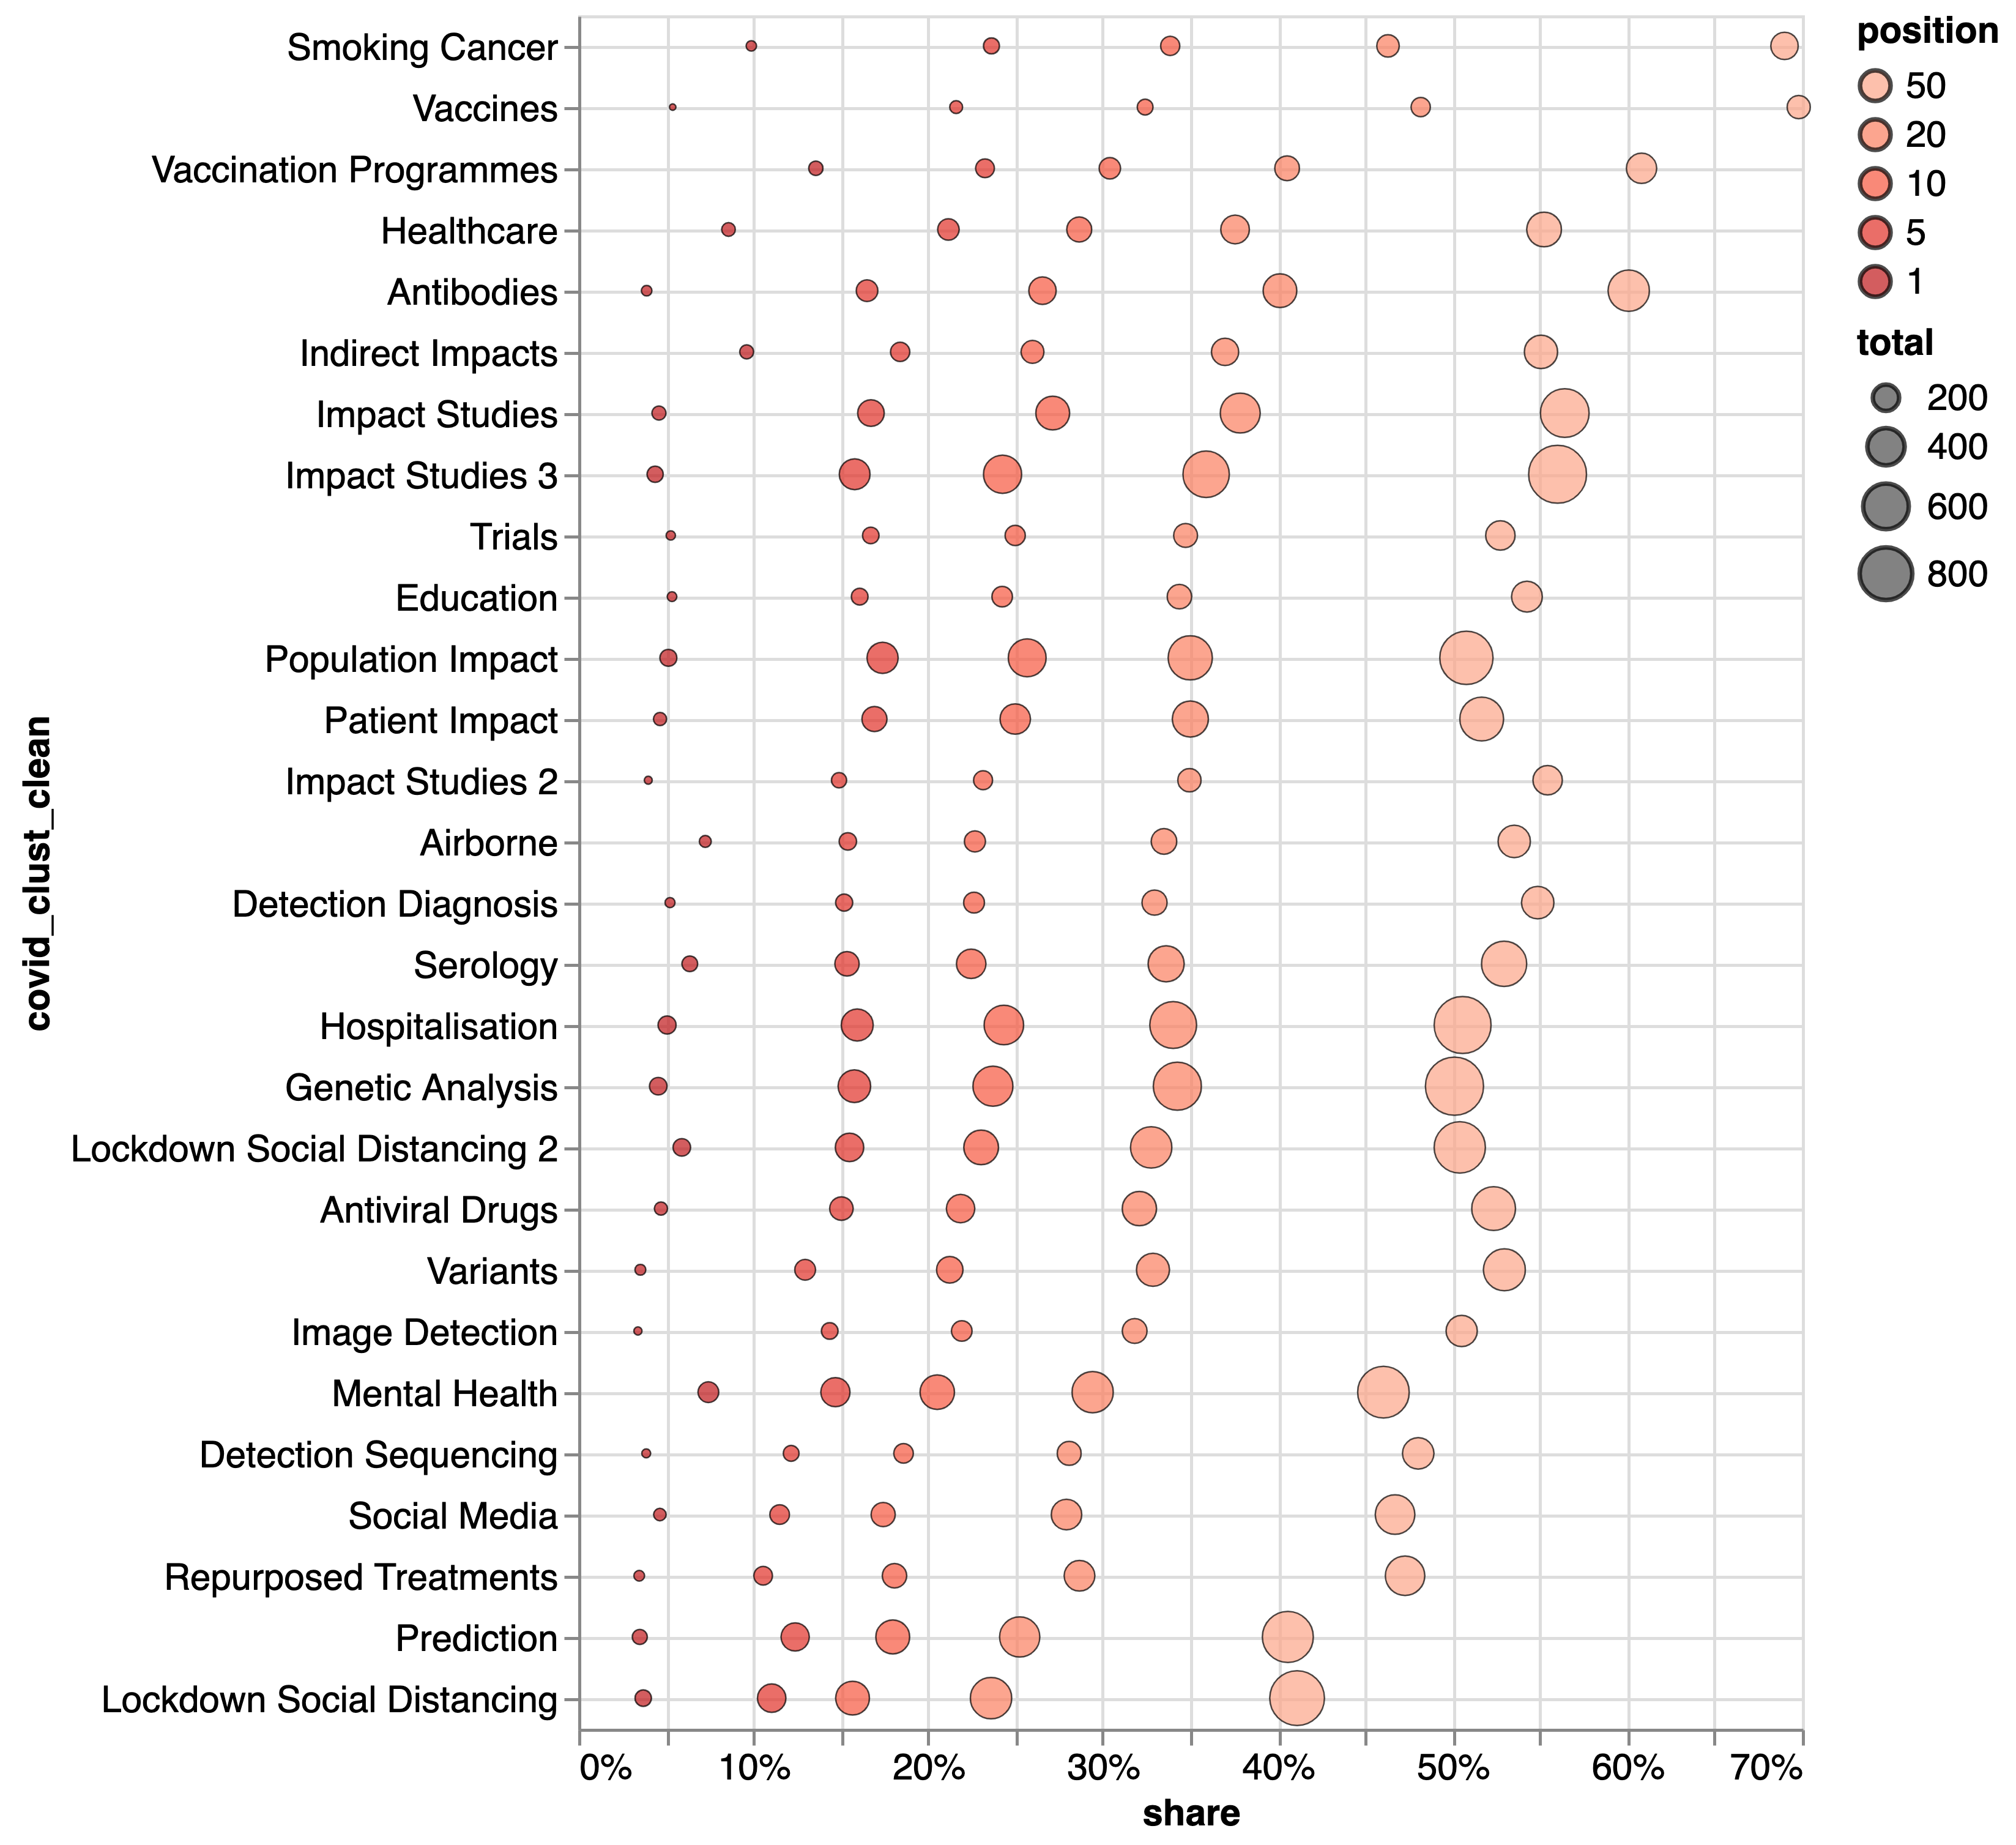 Smoking Cancer
Vaccines
Vaccination Programmes
Healthcare
Antibodies
Indirect Impacts
Impact Studies
Impact Studies 3
Trials
Education
Population Impact
Patient Impact
Impact Studies 2
Airborne
Detection Diagnosis
Serology
Hospitalisation
Genetic Analysis
Lockdown Social Distancing 2
Antiviral Drugs
Variants
Image Detection
Mental Health
Detection Sequencing
Social Media
Repurposed Treatments
Prediction
Lockdown Social Distancing
covid_clust_clean
0% 10% 20% 30% 40% 50% 60% 70%
share
position
50
20
10
5
1
total
200
400
600
800